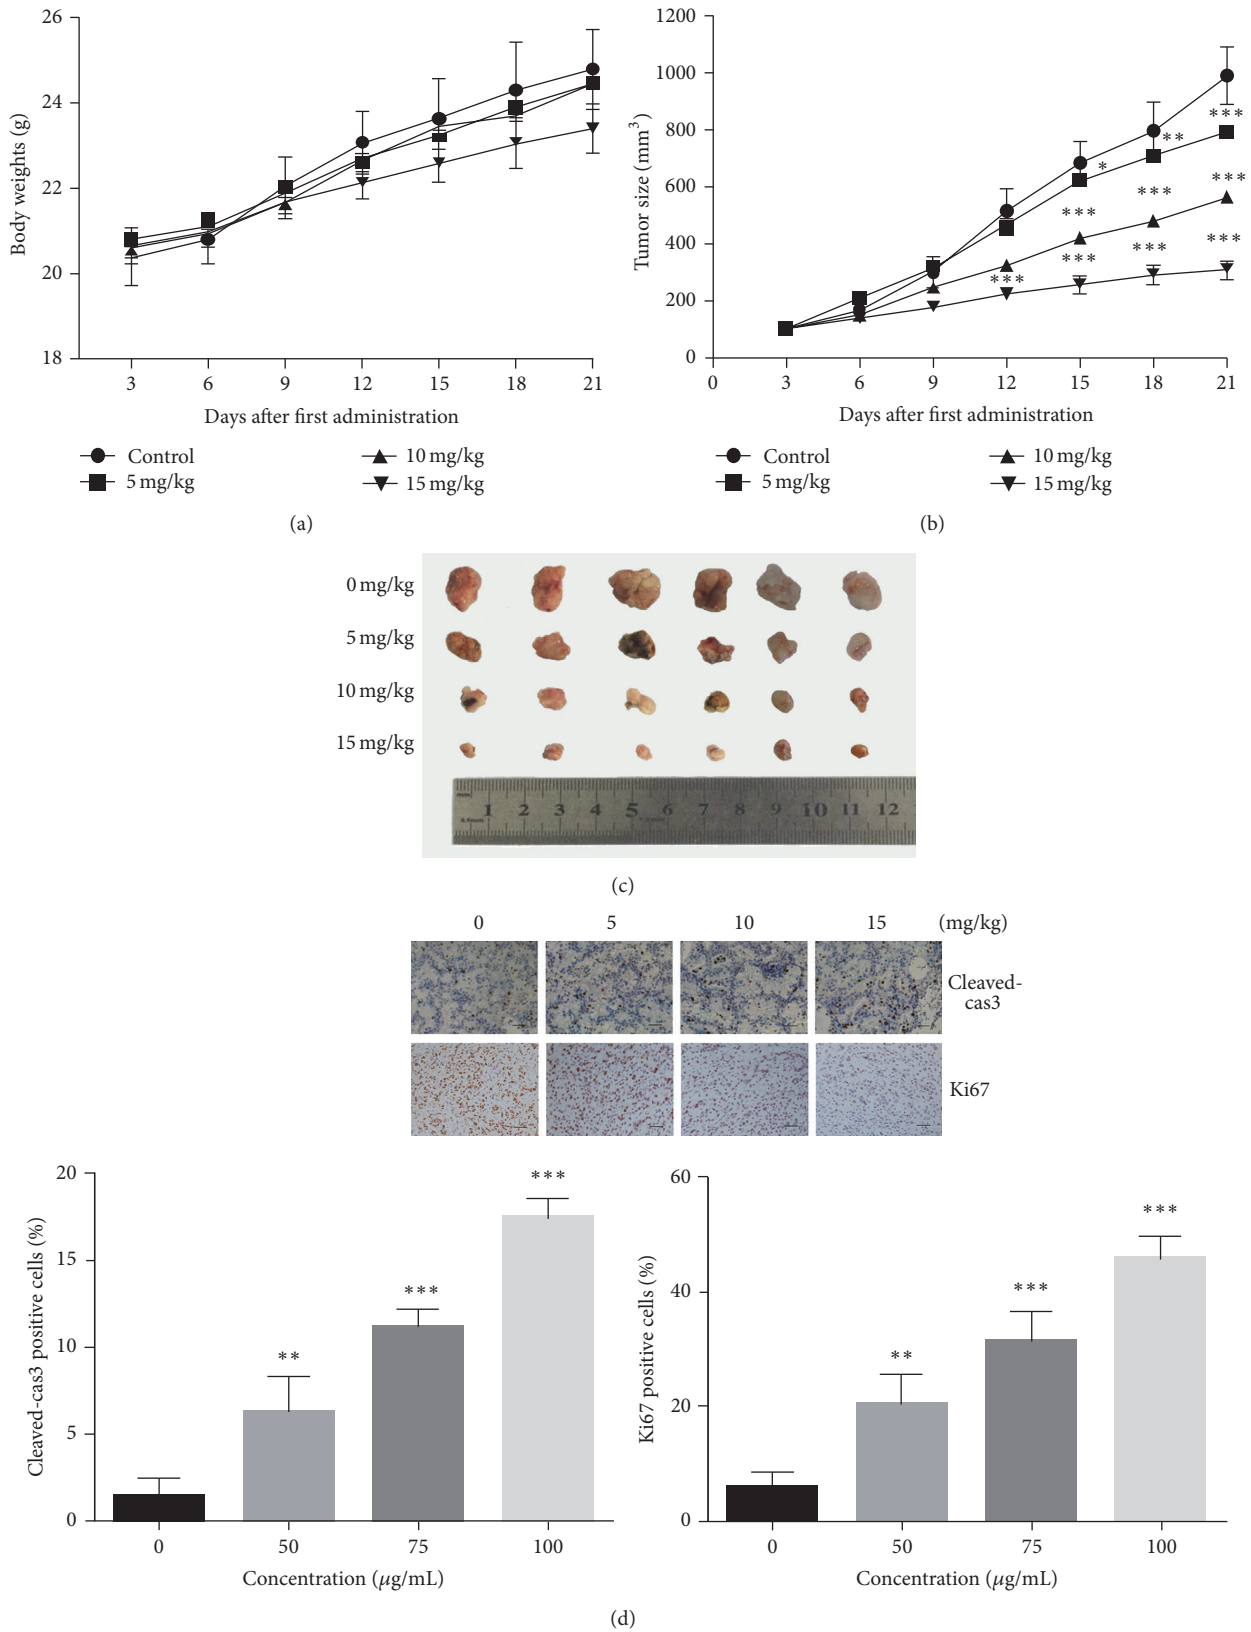 26
24
22
20
18
Body weights (g)
3 6 9 12 15 18 21
Days after first administration
Control
5 mg/kg
10 mg/kg
15 mg/kg
(a)
1200
1000
800
600
400
200
0
Tumor size (mm³)
***
**
*
***
***
***
***
***
***
***
0 3 6 9 12 15 18 21
Days after first administration
Control
5 mg/kg
10 mg/kg
15 mg/kg
(b)
0 mg/kg
5 mg/kg
10 mg/kg
15 mg/kg
1 2 3 4 5 6 7 8 9 10 11 12
(c)
0 5 10 15 (mg/kg)
Cleaved-
cas3
Ki67
20
15
10
5
0
Cleaved-cas3 positive cells (%)
**
***
***
0 50 75 100
Concentration (μg/mL)
60
40
20
0
Ki67 positive cells (%)
**
***
***
0 50 75 100
Concentration (μg/mL)
(d)